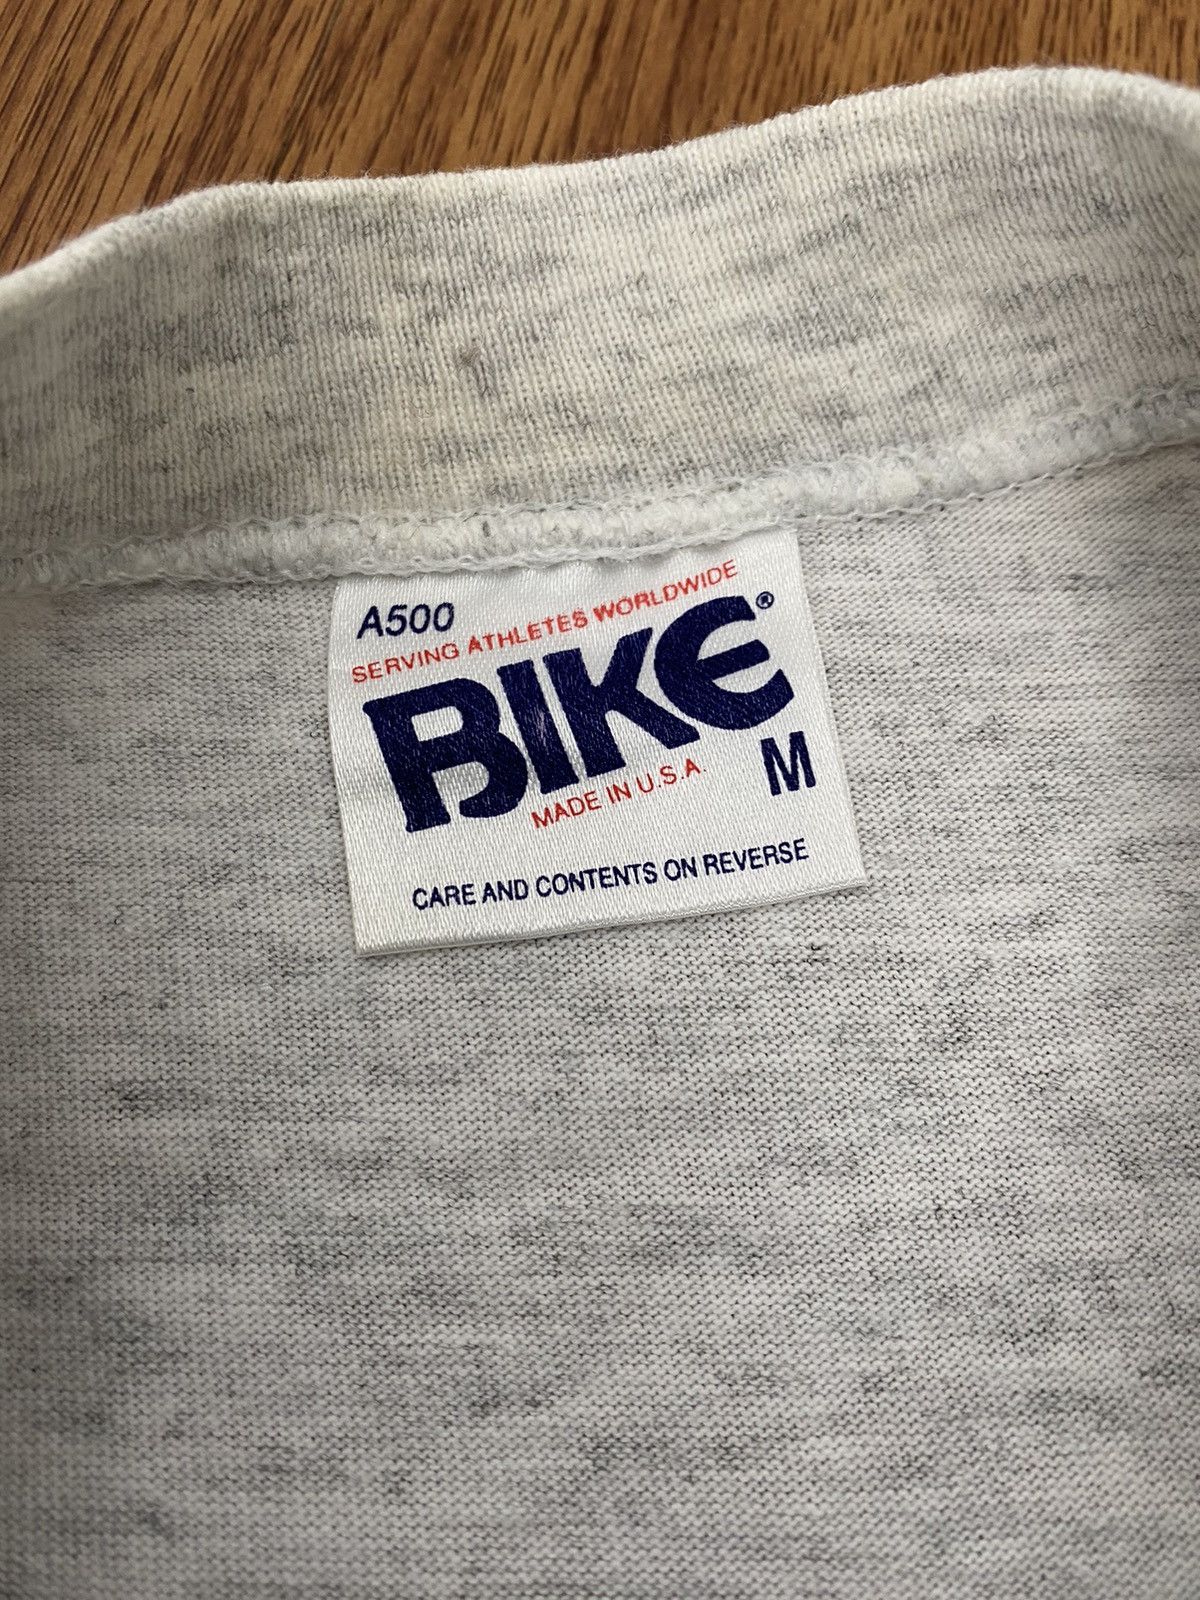 A500
SERVING ATHLETES WORLDWIDE
BIKE®
MADE IN U.S.A.
M
CARE AND CONTENTS ON REVERSE